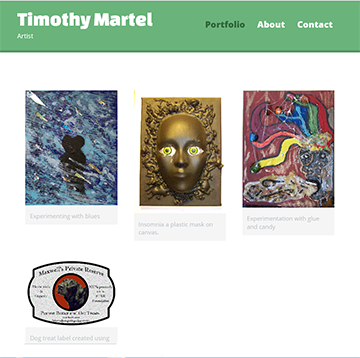 Timothy Martel
Artist
Portfolio About Contact
Experimenting with blues
Insomnia a plastic mask on
canvas.
Experimentation with glue
and candy
Maxwell's Private Reserve
Dog treat label created using